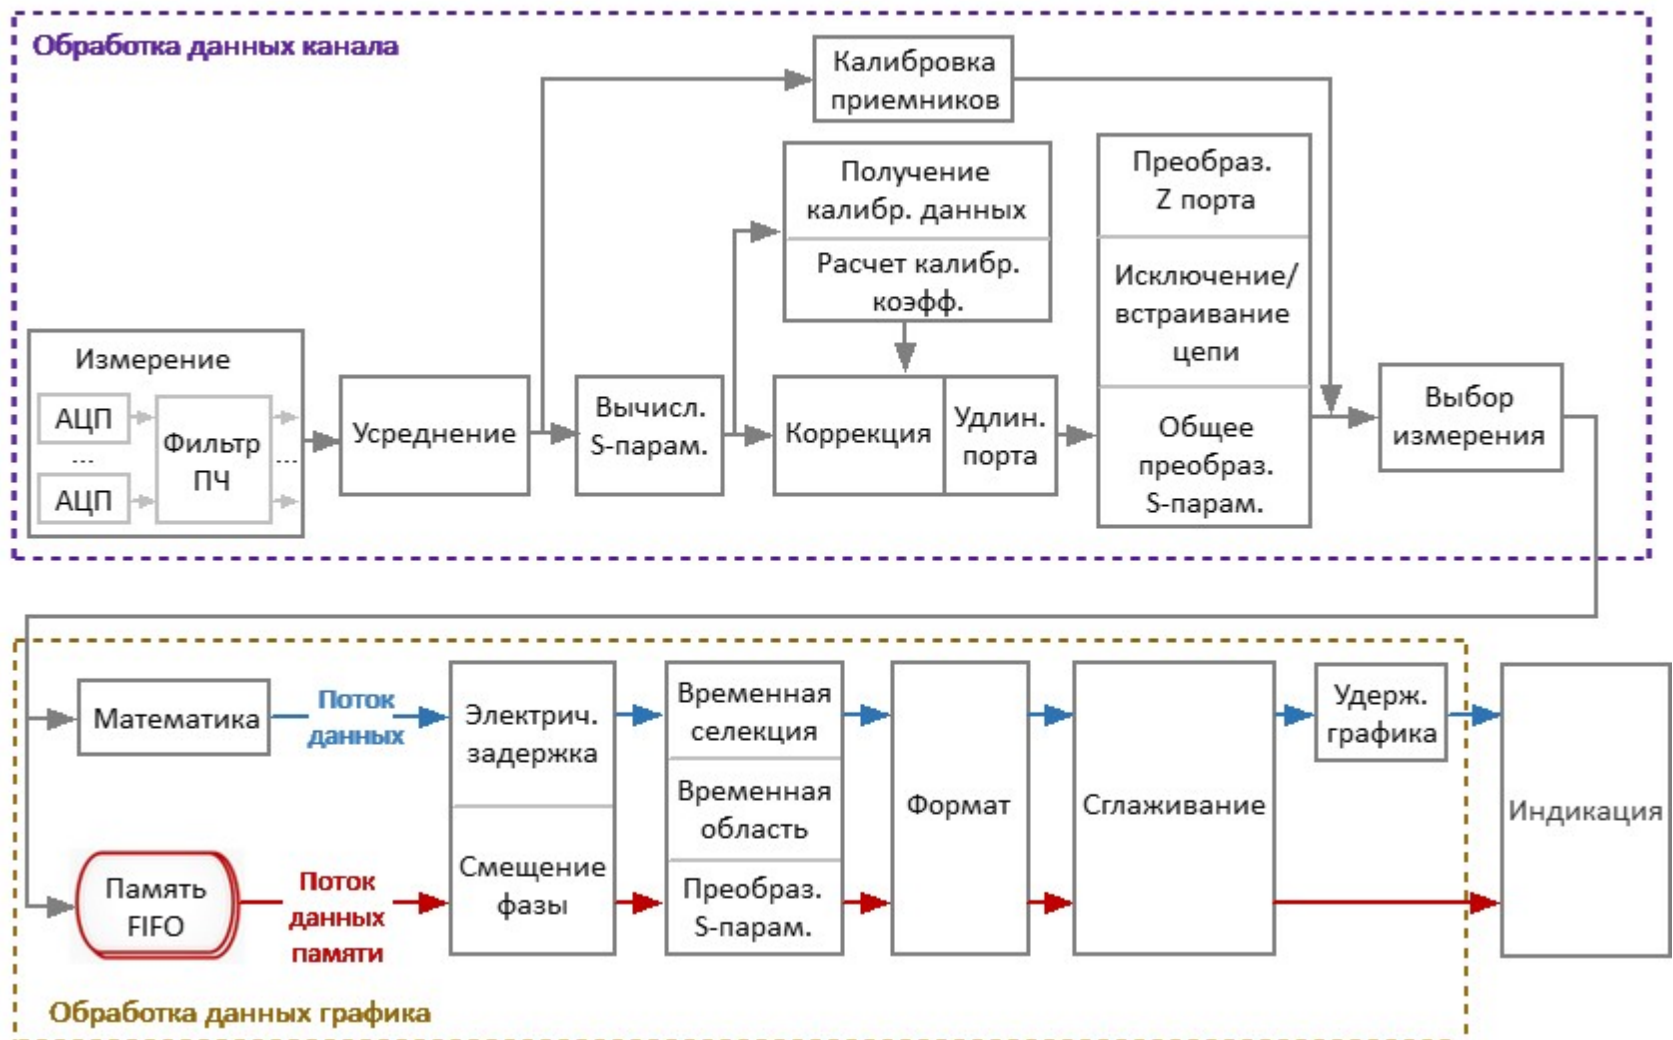 Обработка данных канала
Калибровка
приемников
Получение
калибр. данных
Расчет калибр.
коэфф.
Преобраз.
Z порта
Исключение/
встраивание
цепи
Общее
преобраз.
S-парам.
Измерение
АЦП
...
АЦП
Фильтр
ПЧ
...
Усреднение
Вычисл.
S-парам.
Коррекция
Удлин.
порта
Выбор
измерения
Математика
Поток
данных
Электрич.
задержка
Временная
селекция
Временная
область
Формат
Сглаживание
Удерж.
графика
Индикация
Память
FIFO
Поток
данных
памяти
Смещение
фазы
Преобраз.
S-парам.
Обработка данных графика